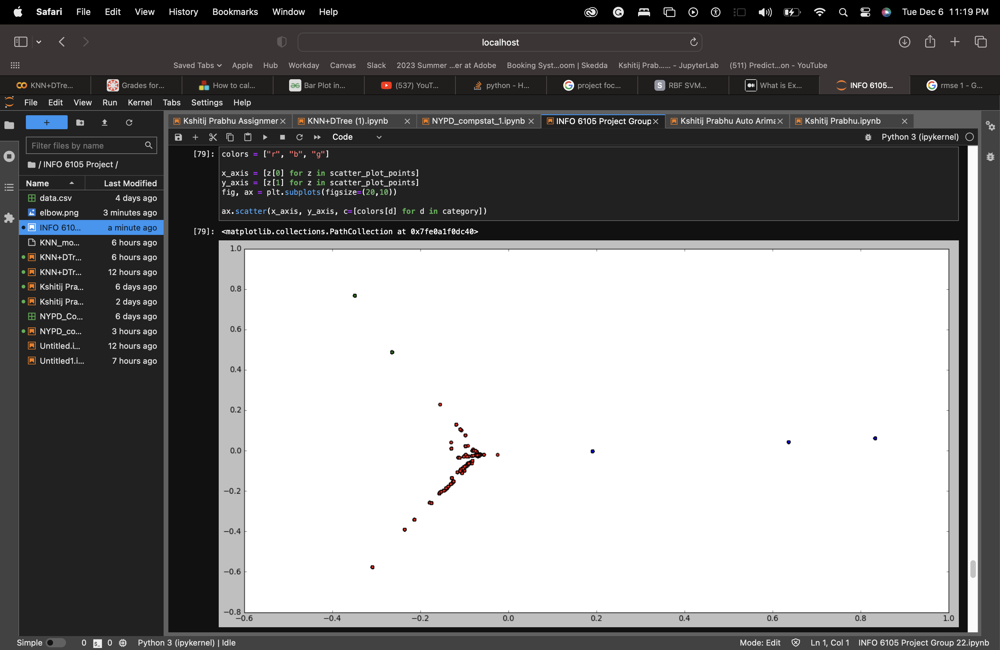 Safari File Edit View History Bookmarks Window Help Tue Dec 6 11:19 PM
localhost
Saved Tabs Apple Hub Workday Canvas Slack 2023 Summer ...er at Adobe Booking Syst...oom | Skedda Kshitij Prab...... - JupyterLab (511) Predict...on - YouTube
KNN+DTre... Grades for... How to cal... Bar Plot in... (537) YouT... python - H... project foc... S RBF SVM... What is Ex... INFO 6105... rmse 1 - G...
File Edit View Run Kernel Tabs Settings Help
Kshitij Prabhu Assignmer KNN+DTree (1).ipynb NYPD_compstat_1.ipynb INFO 6105 Project Group Kshitij Prabhu Auto Arima Kshitij Prabhu.ipynb
Code Python 3 (ipykernel)
Filter files by name
/ INFO 6105 Project /
Name Last Modified
data.csv 4 days ago
elbow.png 3 minutes ago
INFO 610... a minute ago
KNN_mo... 6 hours ago
KNN+DTr... 6 hours ago
KNN+DTr... 12 hours ago
Kshitij Pra... 6 days ago
Kshitij Pra... 2 days ago
NYPD_Co... 6 days ago
NYPD_co... 3 hours ago
Untitled.i... 12 hours ago
Untitled1.i... 7 hours ago
[79]: colors = ["r", "b", "g"]
x_axis = [z[0] for z in scatter_plot_points]
y_axis = [z[1] for z in scatter_plot_points]
fig, ax = plt.subplots(figsize=(20,10))
ax.scatter(x_axis, y_axis, c=[colors[d] for d in category])
[79]: <matplotlib.collections.PathCollection at 0x7fe0a1f0dc40>
1.0
0.8
0.6
0.4
0.2
0.0
−0.2
−0.4
−0.6
−0.8
−0.6 −0.4 −0.2 0.0 0.2 0.4 0.6 0.8 1.0
Simple 0 $_ 0 Python 3 (ipykernel) | Idle Mode: Edit Ln 1, Col 1 INFO 6105 Project Group 22.ipynb